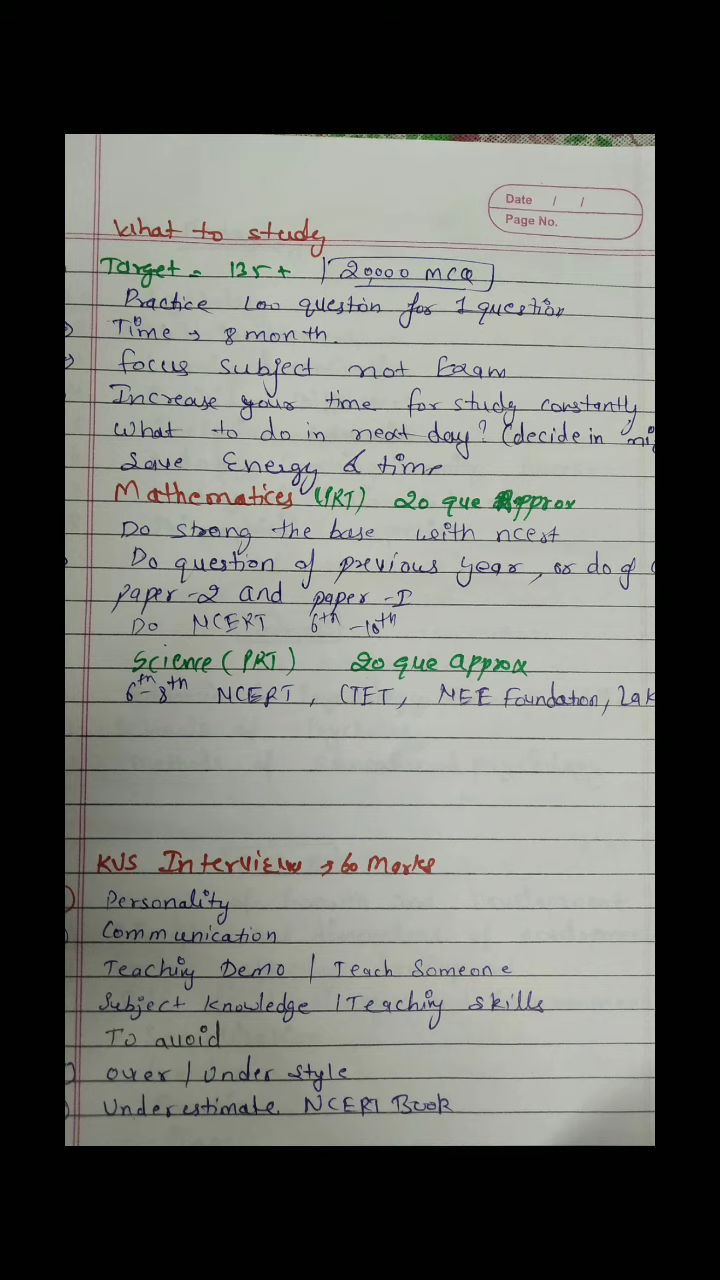 Date / /
Page No.
What to study
Target = 135+ 20000 MCQ
Practice 100 question for 1 question
Time → 8 month.
focus subject not Exam
Increase your time for study constantly
What to do in next day? (decide in
Save Energy & time
Mathematices (PRT) 20 que Approx
Do strong the base with ncert
Do question of previous year, or do of
paper-2 and paper-I
Do NCERT 6th-10th
Science (PRT) 20 que approx
6th-8th NCERT, CTET, NEE Foundation, Lak
KVS Interview → 60 Marks
Personality
Communication
Teaching Demo / Teach Someone
Subject knowledge / Teaching skills
To avoid
over / Under style
Underestimate NCERT Book